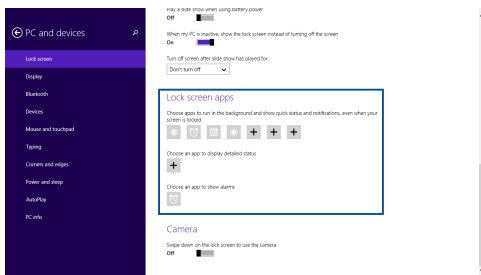 PC and devices
Lock screen
Display
Bluetooth
Devices
Mouse and touchpad
Typing
Corners and edges
Power and sleep
AutoPlay
PC info
Play a slide show when using battery power
Off
When my PC is inactive, show the lock screen instead of turning off the screen
On
Turn off screen after slide show has played for
Don't turn off
Lock screen apps
Choose apps to run in the background and show quick status and notifications, even when your
screen is locked
Choose an app to display detailed status
Choose an app to show alarms
Camera
Swipe down on the lock screen to use the camera
Off